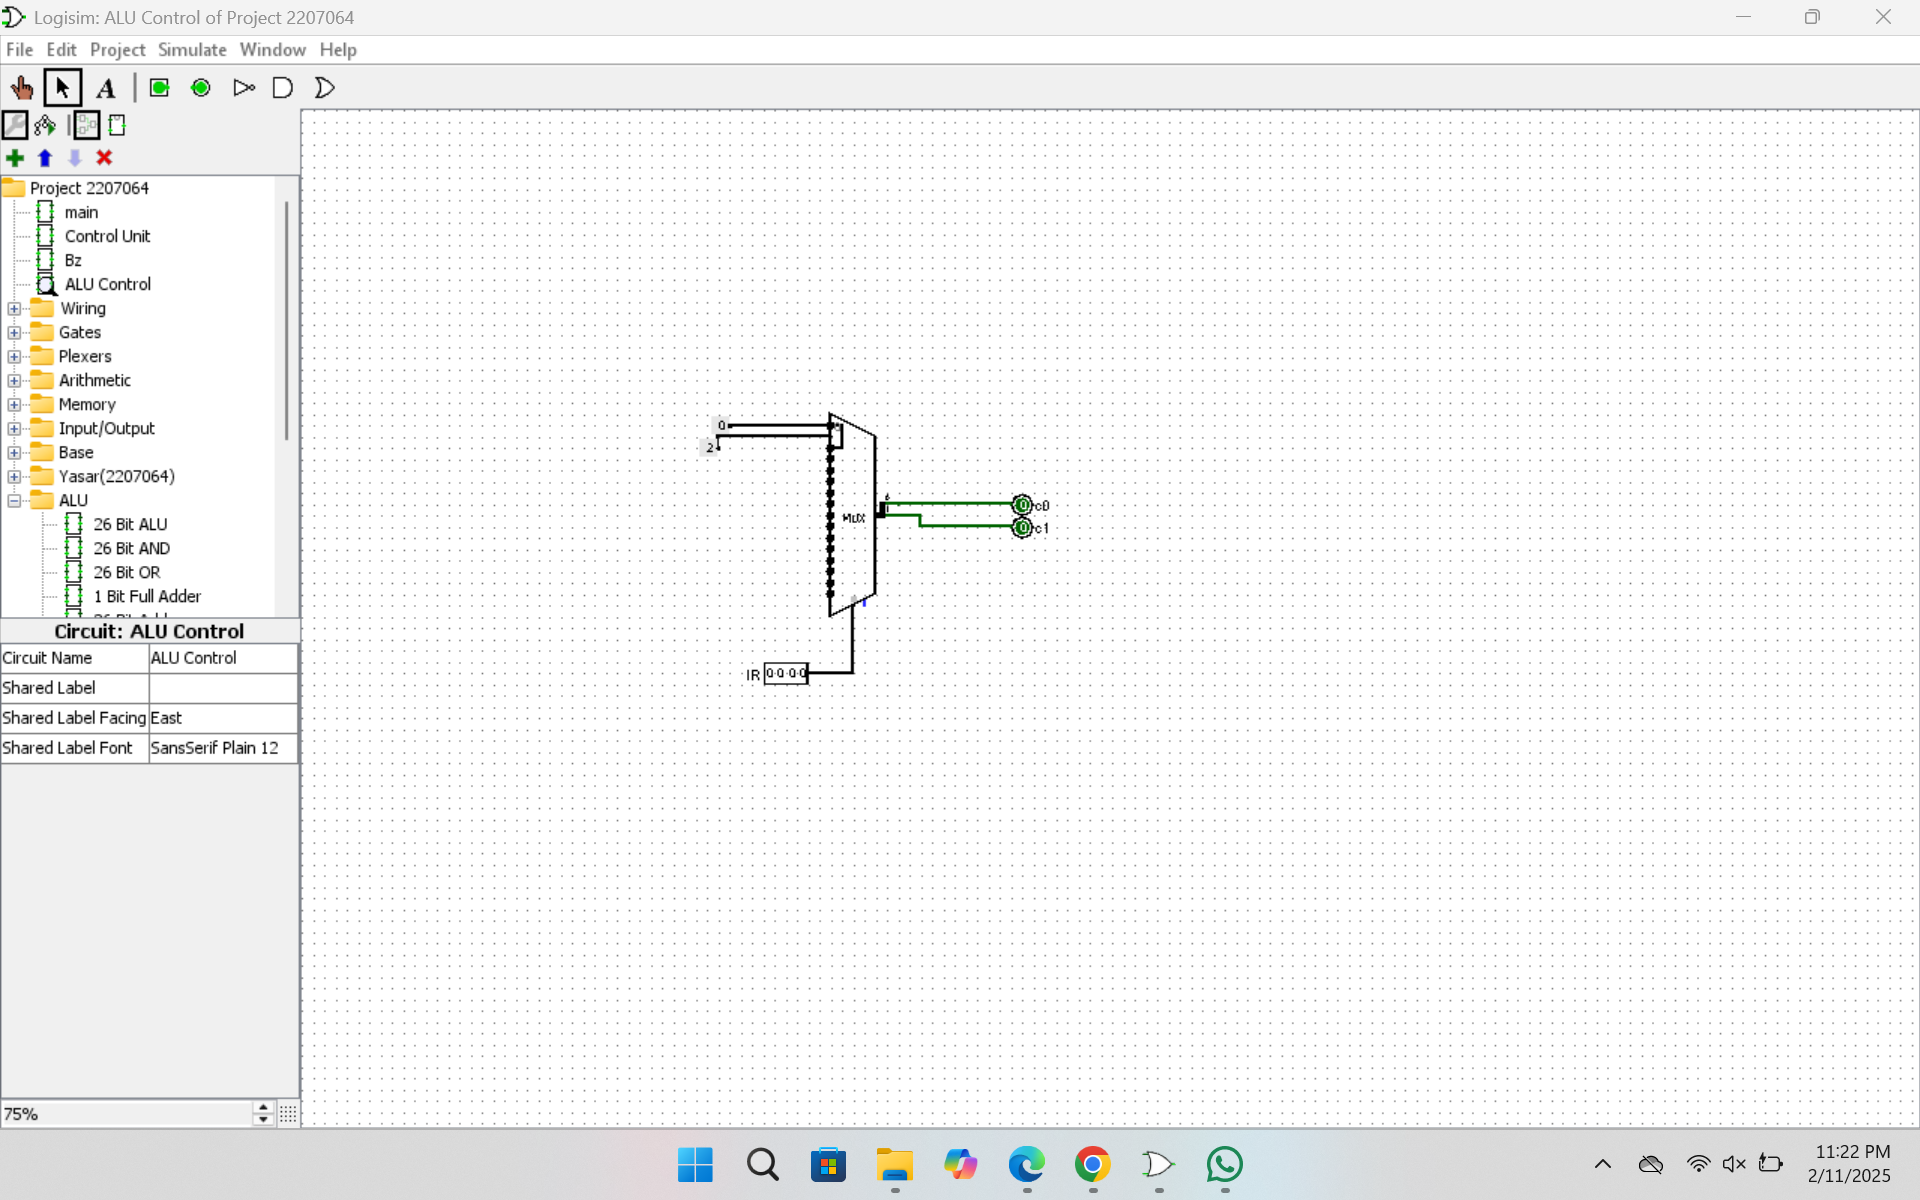 Logisim: ALU Control of Project 2207064
File Edit Project Simulate Window Help
A
Project 2207064
main
Control Unit
Bz
ALU Control
Wiring
Gates
Plexers
Arithmetic
Memory
Input/Output
Base
Yasar(2207064)
ALU
26 Bit ALU
26 Bit AND
26 Bit OR
1 Bit Full Adder
Circuit: ALU Control
Circuit Name ALU Control
Shared Label
Shared Label Facing East
Shared Label Font SansSerif Plain 12
75%
0
2
MUX
0 c0
0 c1
IR 0000
11:22 PM
2/11/2025